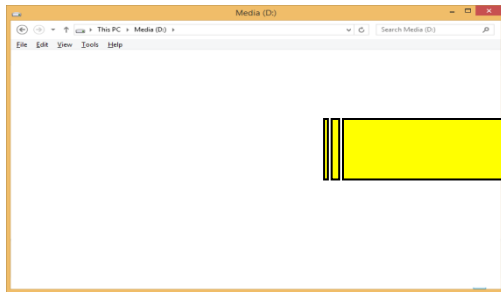 Media (D:)
This PC Media (D:) Search Media (D:)
File Edit View Tools Help